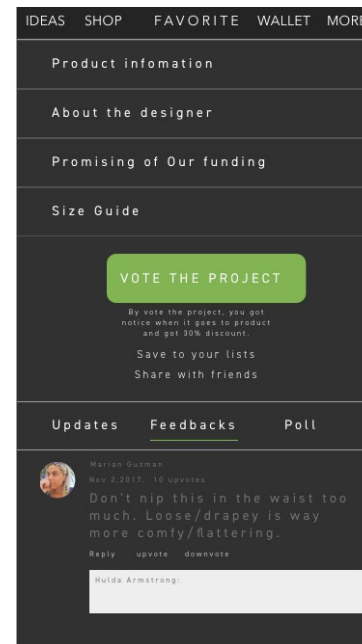 IDEAS SHOP FAVORITE WALLET MORE
Product infomation
About the designer
Promising of Our funding
Size Guide
VOTE THE PROJECT
By vote the project, you got
notice when it goes to product
and got 30% discount.
Save to your lists
Share with friends
Updates Feedbacks Poll
Marian Guzman
Nov 2,2017, 10 upvotes
Don't nip this in the waist too
much. Loose/drapey is way
more comfy/flattering.
Reply upvote downvote
Hulda Armstrong: